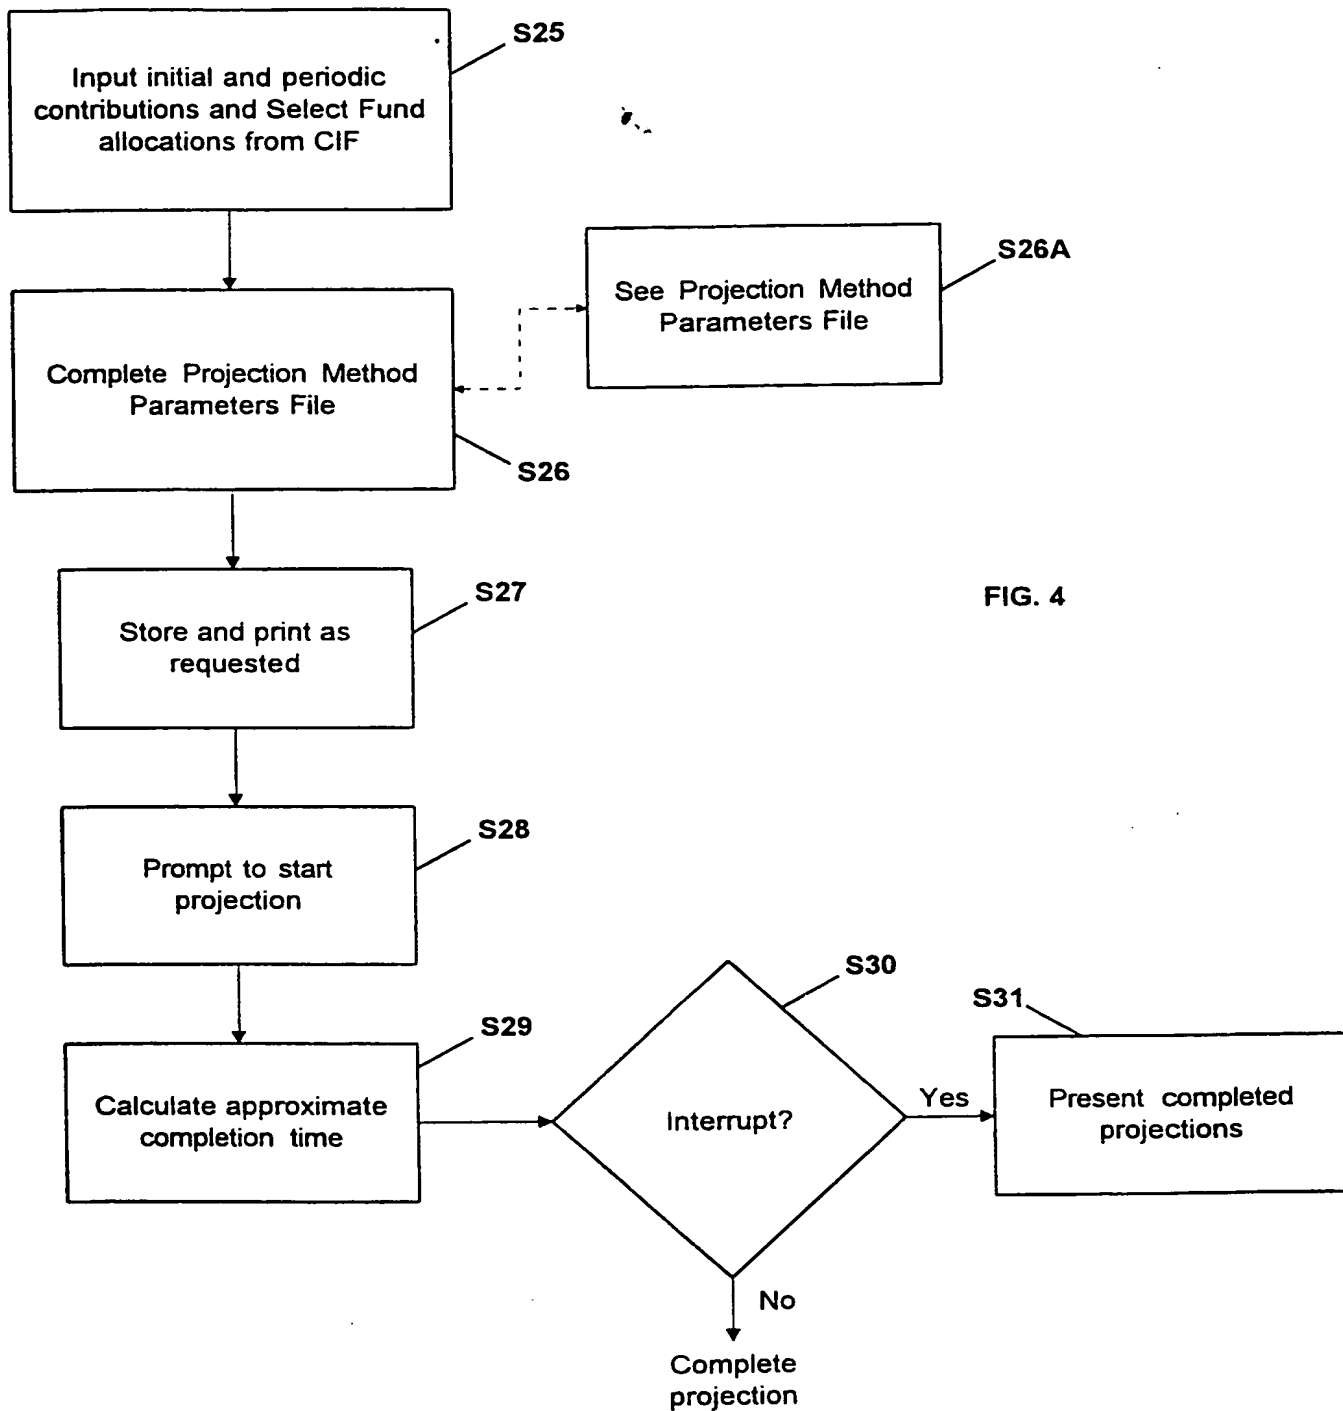 S25
Input initial and periodic
contributions and Select Fund
allocations from CIF
S26A
See Projection Method
Parameters File
Complete Projection Method
Parameters File
S26
S27
Store and print as
requested
FIG. 4
S28
Prompt to start
projection
S29
Calculate approximate
completion time
S30
Interrupt?
Yes
S31
Present completed
projections
No
Complete
projection